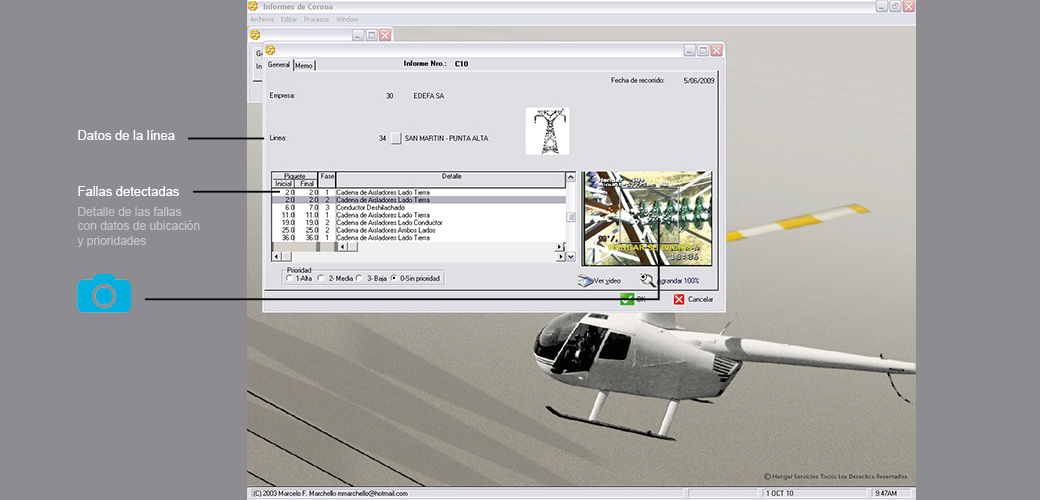 Informes de Corona
Archivos Editar Procesos Window
General Memo
Informe Nro.: C10
Fecha de recorrido: 5/06/2009
Empresa: 30 EDEFA SA
Datos de la línea
Linea: 34 SAN MARTIN - PUNTA ALTA
Piquete Fase Detalle
Inicial Final
Fallas detectadas
2.0 2.0 1 Cadena de Aisladores Lado Tierra
2.0 2.0 2 Cadena de Aisladores Lado Tierra
6.0 7.0 3 Conductor Deshilachado
11.0 11.0 1 Cadena de Aisladores Lado Tierra
19.0 19.0 2 Cadena de Aisladores Lado Conductor
25.0 25.0 2 Cadena de Aisladores Ambos Lados
36.0 36.0 1 Cadena de Aisladores Lado Tierra
Detalle de las fallas
con datos de ubicación
y prioridades
HANGAR SERVICIOS
18:36
Prioridad
1-Alta 2- Media 3- Baja 0-Sin prioridad
Ver video
Agrandar 100%
OK Cancelar
© Hangar Servicios Todos Los Derechos Reservados.
(C) 2003 Marcelo F. Marchello mmarchello@hotmail.com
1 OCT 10 9:47AM